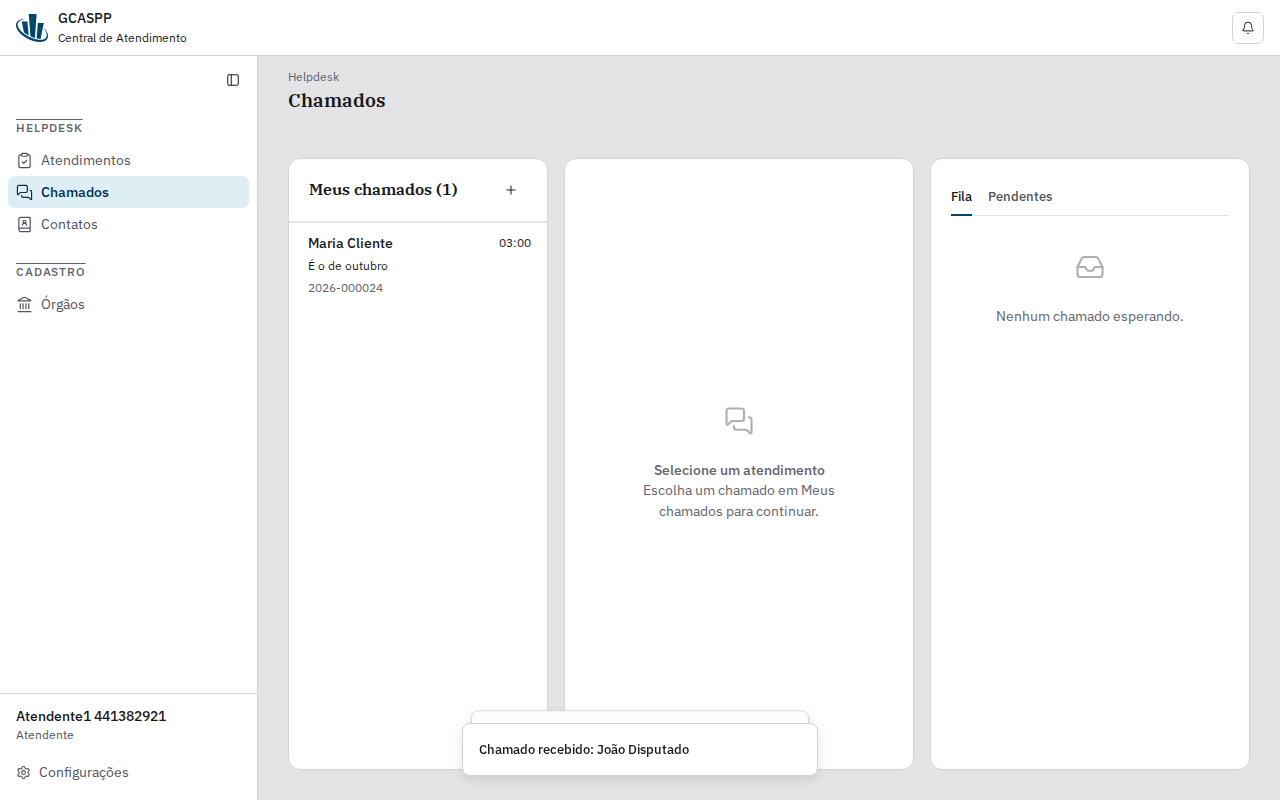 GCASPP
Central de Atendimento
HELPDESK
Atendimentos
Chamados
Contatos
CADASTRO
Órgãos
Atendente1 441382921
Atendente
Configurações
Helpdesk
Chamados
Meus chamados (1)
Maria Cliente 03:00
É o de outubro
2026-000024
Selecione um atendimento
Escolha um chamado em Meus
chamados para continuar.
Fila Pendentes
Nenhum chamado esperando.
Chamado recebido: João Disputado